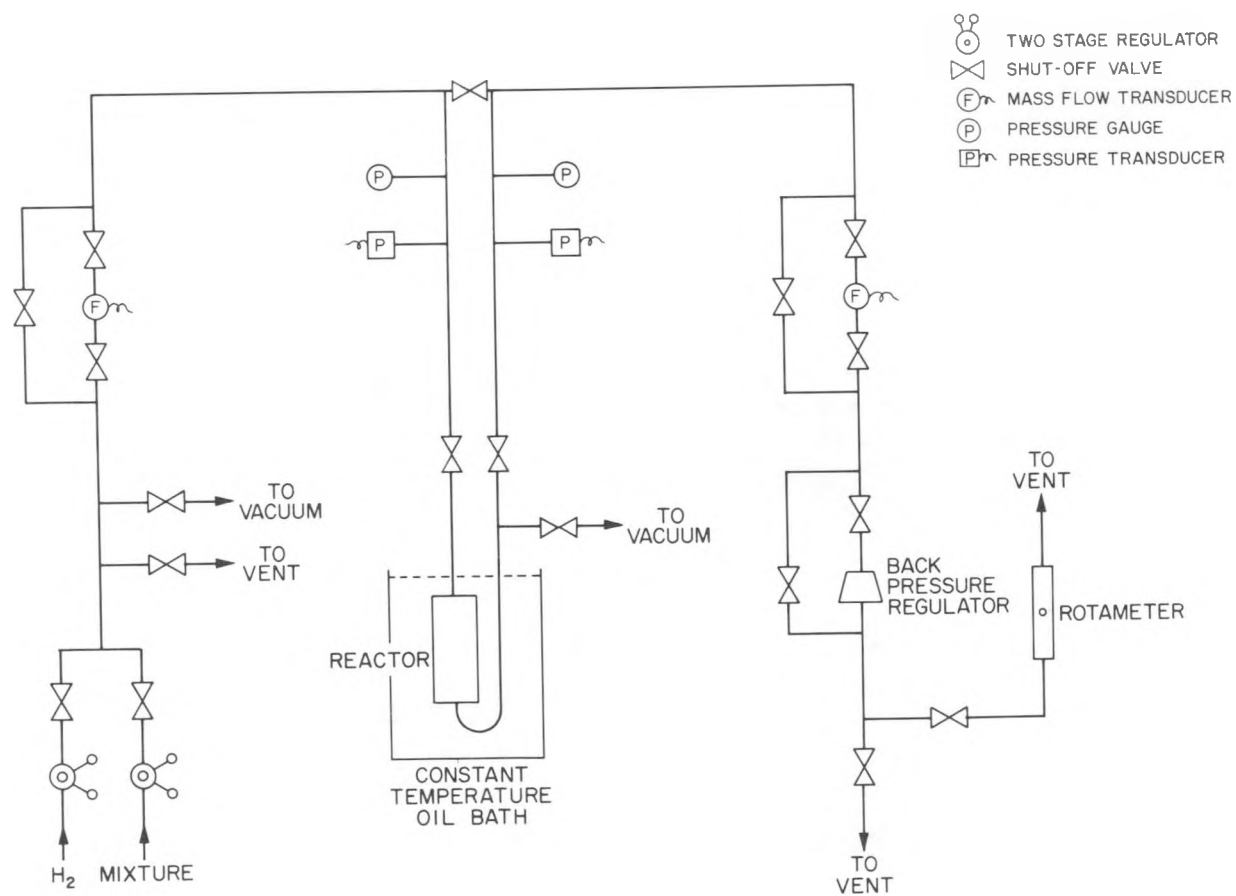 TWO STAGE REGULATOR
SHUT-OFF VALVE
F MASS FLOW TRANSDUCER
P PRESSURE GAUGE
P PRESSURE TRANSDUCER
P
P
P
P
F
F
TO
VACUUM
TO
VENT
TO
VACUUM
TO
VENT
BACK
PRESSURE
REGULATOR
ROTAMETER
REACTOR
CONSTANT
TEMPERATURE
OIL BATH
H2
MIXTURE
TO
VENT